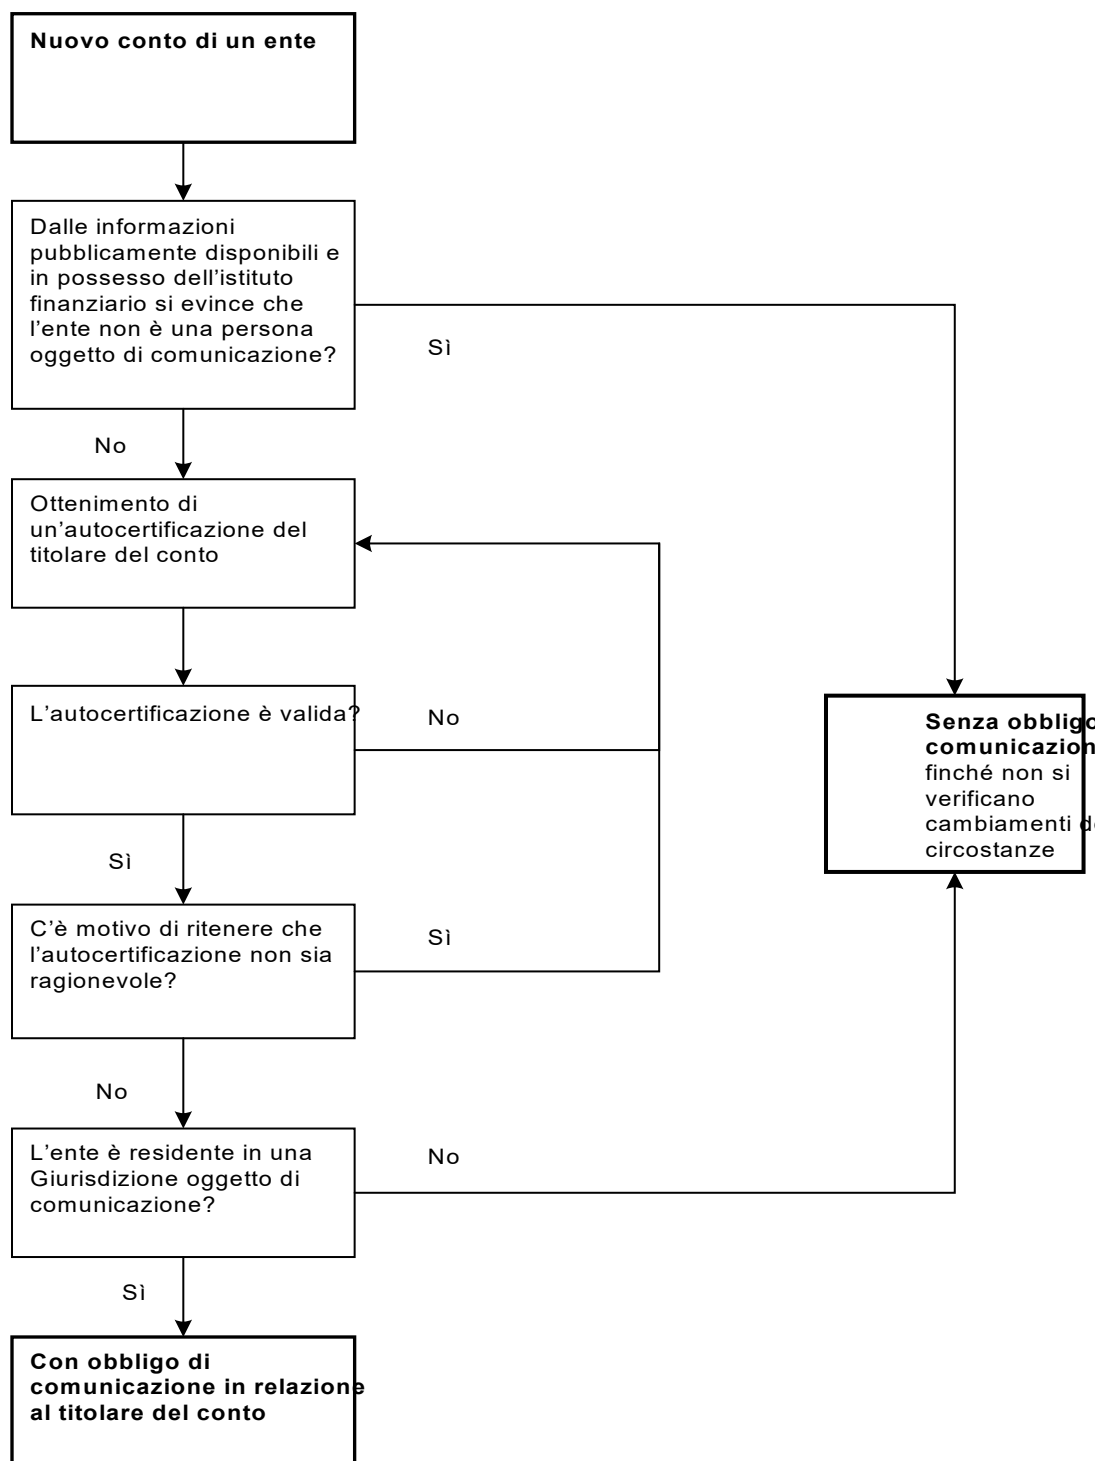 Nuovo conto di un ente
Dalle informazioni
pubblicamente disponibili e
in possesso dell'istituto
finanziario si evince che
l'ente non è una persona
oggetto di comunicazione?
Sì
No
Ottenimento di
un'autocertificazione del
titolare del conto
L'autocertificazione è valida?
No
Senza obbligo
comunicazion
finché non si
verificano
cambiamenti
circostanze
Sì
C'è motivo di ritenere che
l'autocertificazione non sia
ragionevole?
Sì
No
L'ente è residente in una
Giurisdizione oggetto di
comunicazione?
No
Sì
Con obbligo di
comunicazione in relazione
al titolare del conto